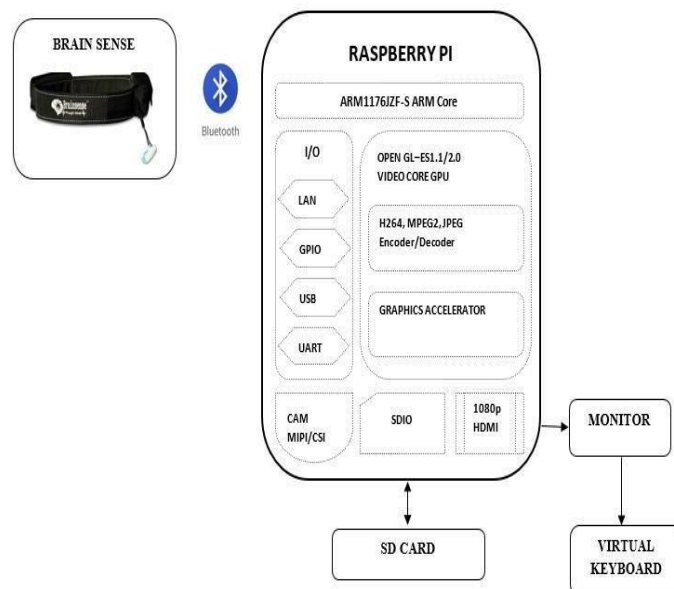 BRAIN SENSE
Brainsense
Bluetooth
RASPBERRY PI
ARM1176JZF-S ARM Core
I/O
LAN
GPIO
USB
UART
OPEN GL-ES1.1/2.0
VIDEO CORE GPU
H264, MPEG2, JPEG
Encoder/Decoder
GRAPHICS ACCELERATOR
CAM
MIPI/CSI
SDIO
1080p
HDMI
MONITOR
SD CARD
VIRTUAL
KEYBOARD